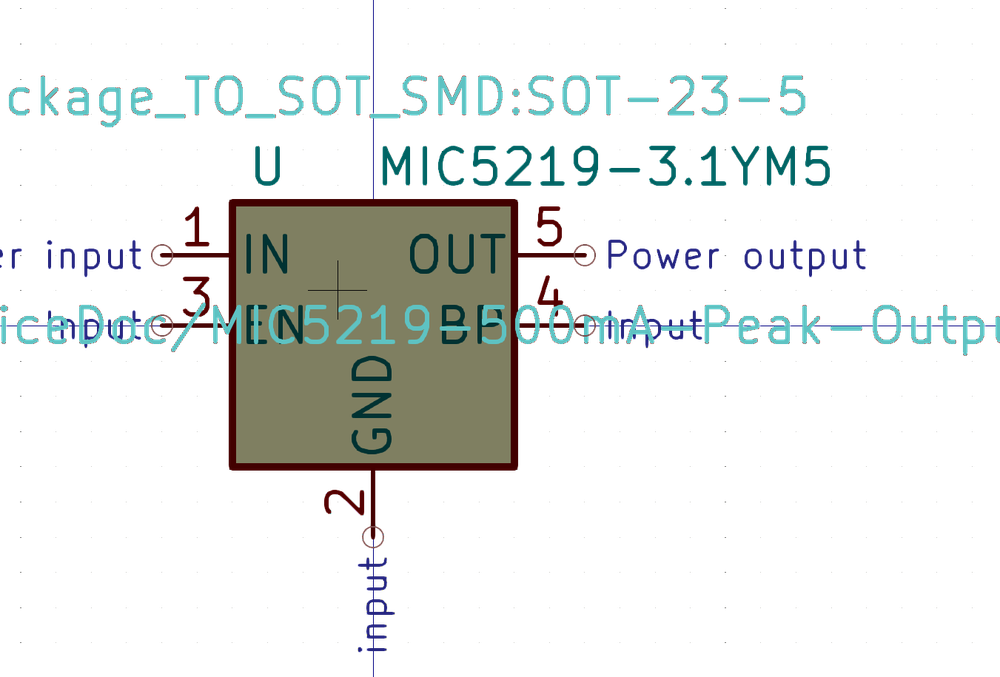 ckage_TO_SOT_SMD:SOT-23-5
U MIC5219-3.1YM5
er input 1 IN OUT 5 Power output
Input 3 EN BP 4 Input
iceDoc/MIC5219-500mA-Peak-Outpu
GND
2
input